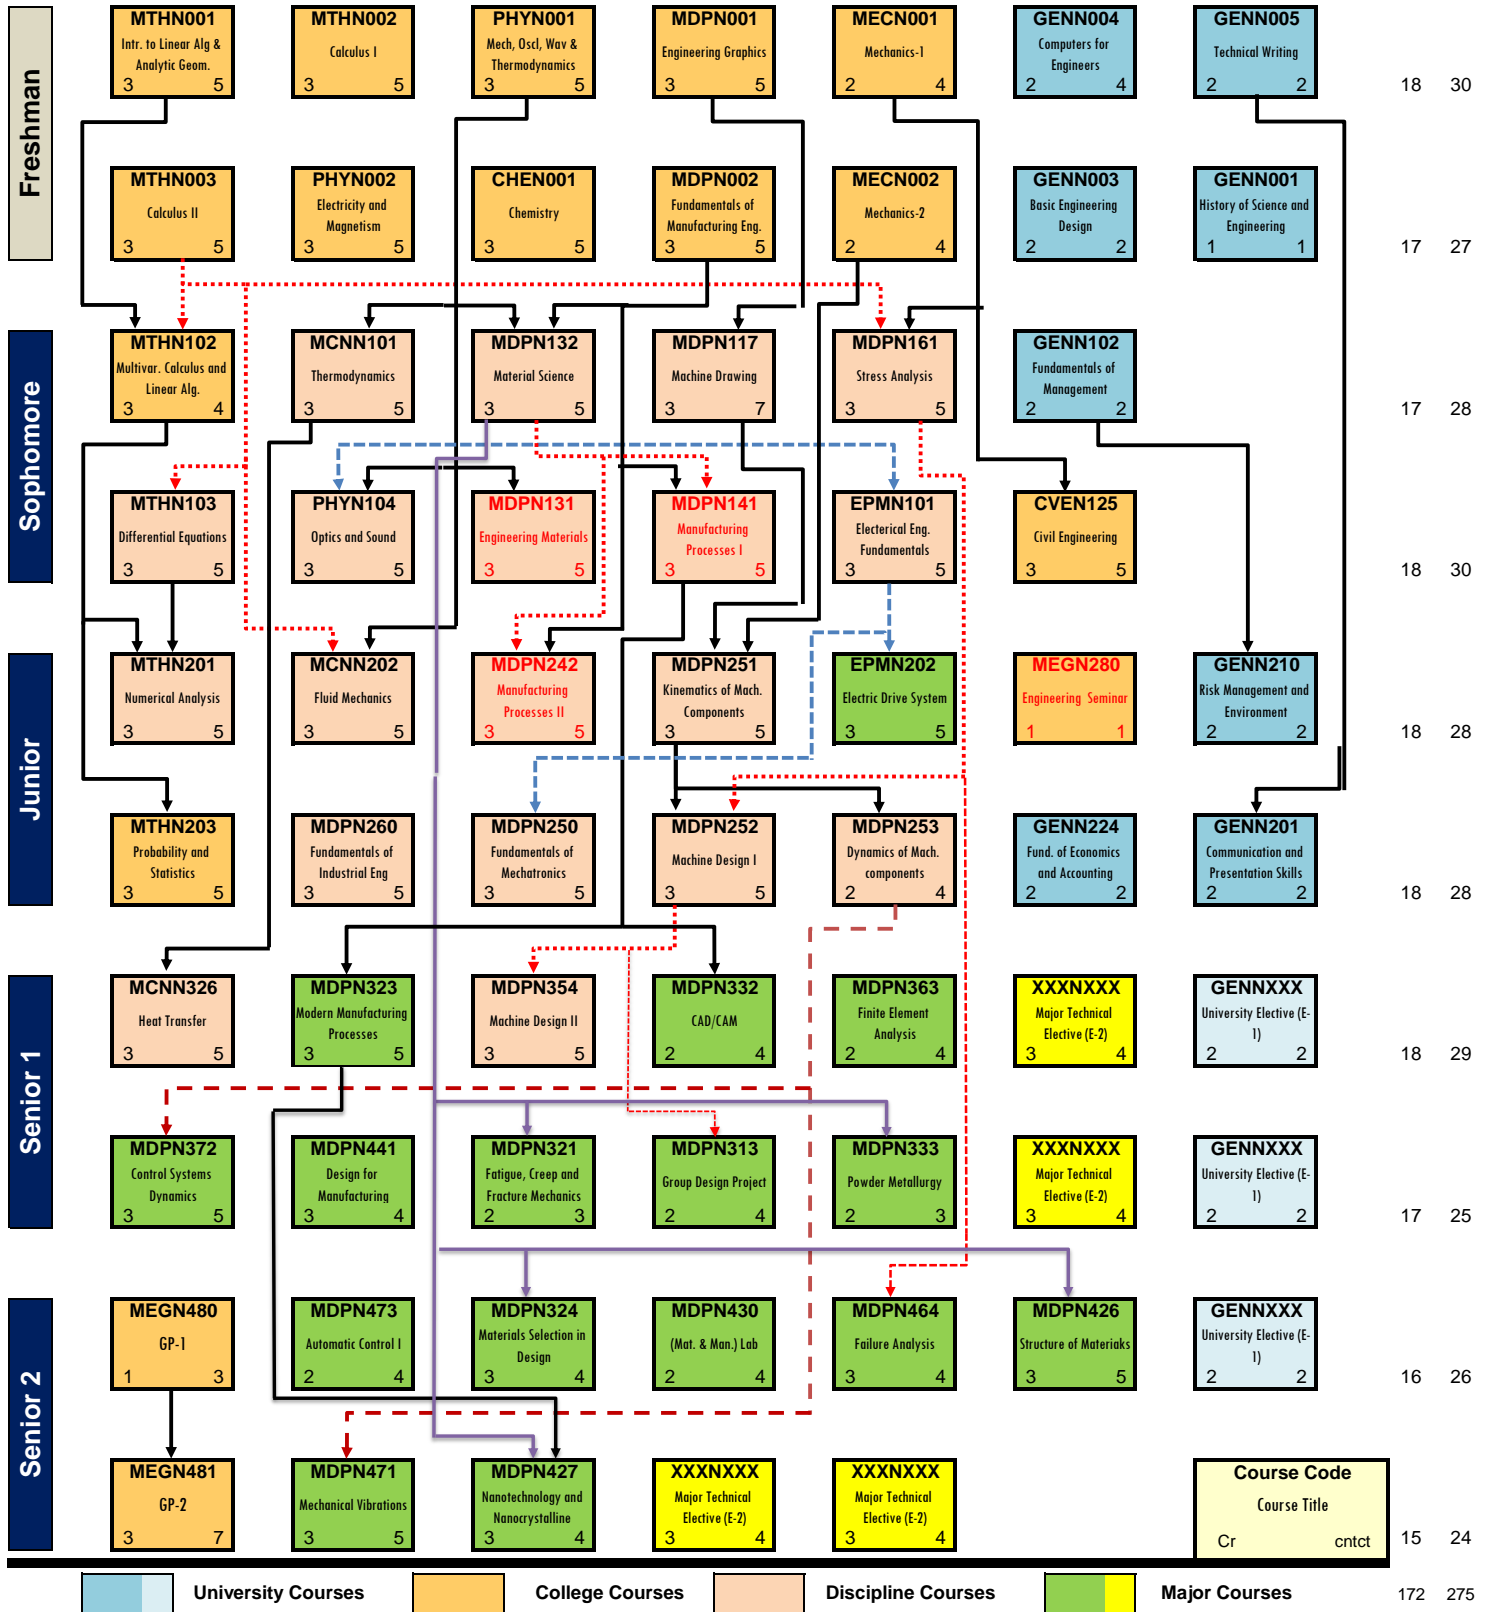 Freshman
MTHN001
Intr. to Linear Alg &
Analytic Geom.
3 5
MTHN002
Calculus I
3 5
PHYN001
Mech, Oscl, Wav &
Thermodynamics
3 5
MDPN001
Engineering Graphics
3 5
MECN001
Mechanics-1
2 4
GENN004
Computers for
Engineers
2 4
GENN005
Technical Writing
2 2
18 30
MTHN003
Calculus II
3 5
PHYN002
Electricity and
Magnetism
3 5
CHEN001
Chemistry
3 5
MDPN002
Fundamentals of
Manufacturing Eng.
3 5
MECN002
Mechanics-2
2 4
GENN003
Basic Engineering
Design
2 2
GENN001
History of Science and
Engineering
1 1
17 27
Sophomore
MTHN102
Multivar. Calculus and
Linear Alg.
3 4
MCNN101
Thermodynamics
3 5
MDPN132
Material Science
3 5
MDPN117
Machine Drawing
3 7
MDPN161
Stress Analysis
3 5
GENN102
Fundamentals of
Management
2 2
17 28
MTHN103
Differential Equations
3 5
PHYN104
Optics and Sound
3 5
MDPN131
Engineering Materials
3 5
MDPN141
Manufacturing
Processes I
3 5
EPMN101
Electerical Eng.
Fundamentals
3 5
CVEN125
Civil Engineering
3 5
18 30
Junior
MTHN201
Numerical Analysis
3 5
MCNN202
Fluid Mechanics
3 5
MDPN242
Manufacturing
Processes II
3 5
MDPN251
Kinematics of Mach.
Components
3 5
EPMN202
Electric Drive System
3 5
MEGN280
Engineering Seminar
1 1
GENN210
Risk Management and
Environment
2 2
18 28
MTHN203
Probability and
Statistics
3 5
MDPN260
Fundamentals of
Industrial Eng
3 5
MDPN250
Fundamentals of
Mechatronics
3 5
MDPN252
Machine Design I
3 5
MDPN253
Dynamics of Mach.
components
2 4
GENN224
Fund. of Economics
and Accounting
2 2
GENN201
Communication and
Presentation Skills
2 2
18 28
Senior 1
MCNN326
Heat Transfer
3 5
MDPN323
Modern Manufacturing
Processes
3 5
MDPN354
Machine Design II
3 5
MDPN332
CAD/CAM
2 4
MDPN363
Finite Element
Analysis
2 4
XXXNXXX
Major Technical
Elective (E-2)
3 4
GENNXXX
University Elective (E-
1)
2 2
18 29
MDPN372
Control Systems
Dynamics
3 5
MDPN441
Design for
Manufacturing
3 4
MDPN321
Fatigue, Creep and
Fracture Mechanics
2 3
MDPN313
Group Design Project
2 4
MDPN333
Powder Metallurgy
2 3
XXXNXXX
Major Technical
Elective (E-2)
3 4
GENNXXX
University Elective (E-
1)
2 2
17 25
Senior 2
MEGN480
GP-1
1 3
MDPN473
Automatic Control I
2 4
MDPN324
Materials Selection in
Design
3 4
MDPN430
(Mat. & Man.) Lab
2 4
MDPN464
Failure Analysis
3 4
MDPN426
Structure of Materiaks
3 5
GENNXXX
University Elective (E-
1)
2 2
16 26
MEGN481
GP-2
3 7
MDPN471
Mechanical Vibrations
3 5
MDPN427
Nanotechnology and
Nanocrystalline
3 4
XXXNXXX
Major Technical
Elective (E-2)
3 4
XXXNXXX
Major Technical
Elective (E-2)
3 4
Course Code
Course Title
Cr cntct
15 24
University Courses
College Courses
Discipline Courses
Major Courses
172 275